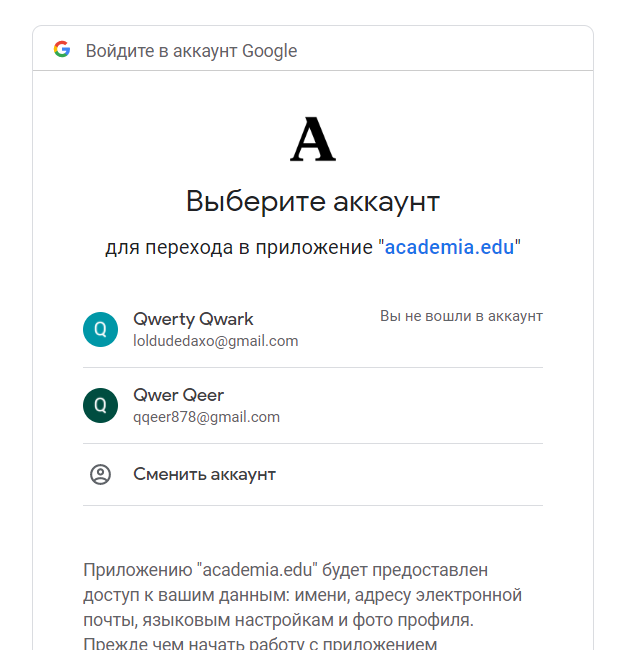 Войдите в аккаунт Google
A
Выберите аккаунт
для перехода в приложение "academia.edu"
Q
Qwerty Qwark
Вы не вошли в аккаунт
loldudedaxo@gmail.com
Q
Qwer Qeer
qqeer878@gmail.com
Сменить аккаунт
Приложению "academia.edu" будет предоставлен
доступ к вашим данным: имени, адресу электронной
почты, языковым настройкам и фото профиля.
Прежде чем начать работу с приложением